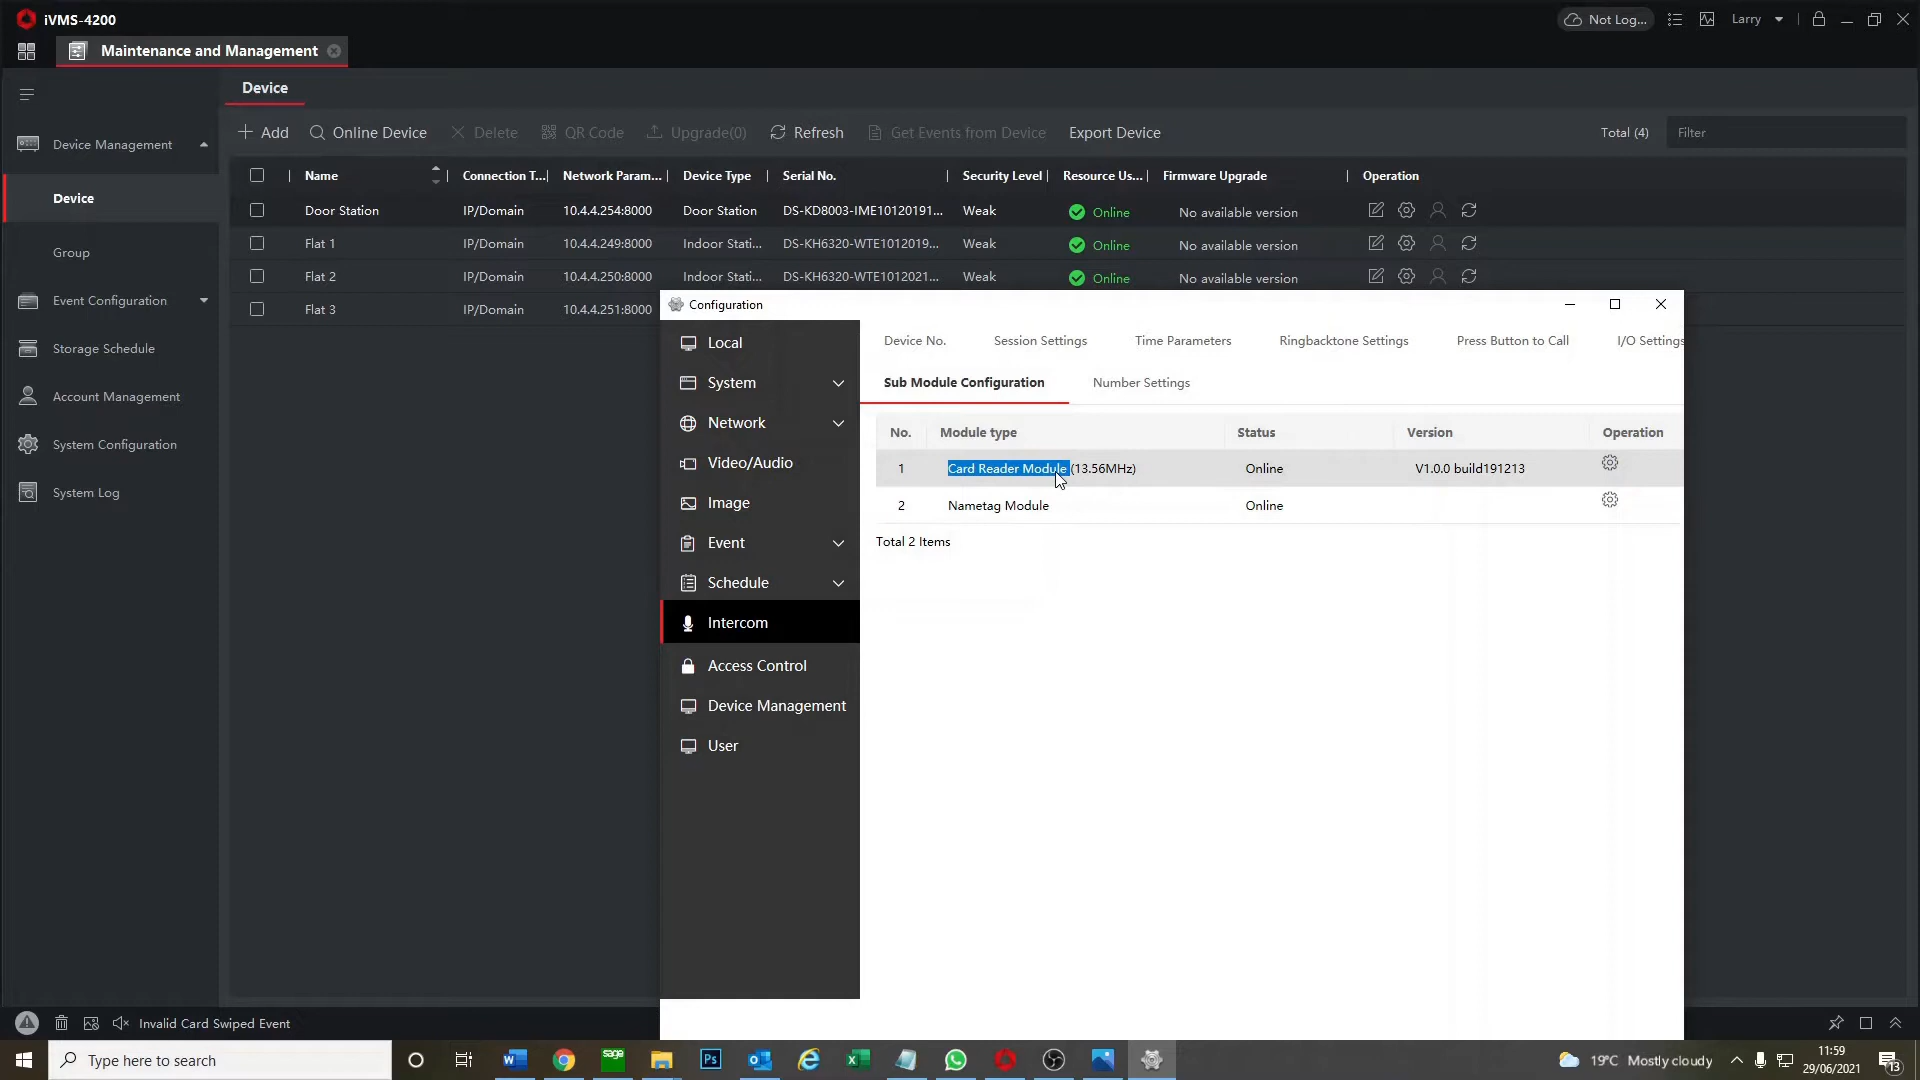 iVMS-4200
Not Log...
Larry
Maintenance and Management
Device
Add
Online Device
Delete
QR Code
Upgrade(0)
Refresh
Get Events from Device
Export Device
Total (4)
Filter
Device Management
Device
Group
Event Configuration
Storage Schedule
Account Management
System Configuration
System Log
Name Connection T... Network Param... Device Type Serial No. Security Level Resource Us... Firmware Upgrade Operation
Door Station IP/Domain 10.4.4.254:8000 Door Station DS-KD8003-IME10120191... Weak Online No available version
Flat 1 IP/Domain 10.4.4.249:8000 Indoor Stati... DS-KH6320-WTE1012019... Weak Online No available version
Flat 2 IP/Domain 10.4.4.250:8000 Indoor Stati... DS-KH6320-WTE1012021... Weak Online No available version
Flat 3 IP/Domain 10.4.4.251:8000
Configuration
Local
System
Network
Video/Audio
Image
Event
Schedule
Intercom
Access Control
Device Management
User
Device No. Session Settings Time Parameters Ringbacktone Settings Press Button to Call I/O Settings
Sub Module Configuration Number Settings
No. Module type Status Version Operation
1 Card Reader Module (13.56MHz) Online V1.0.0 build191213
2 Nametag Module Online
Total 2 Items
Invalid Card Swiped Event
Type here to search
sage
Ps
19°C Mostly cloudy
11:59
29/06/2021
13